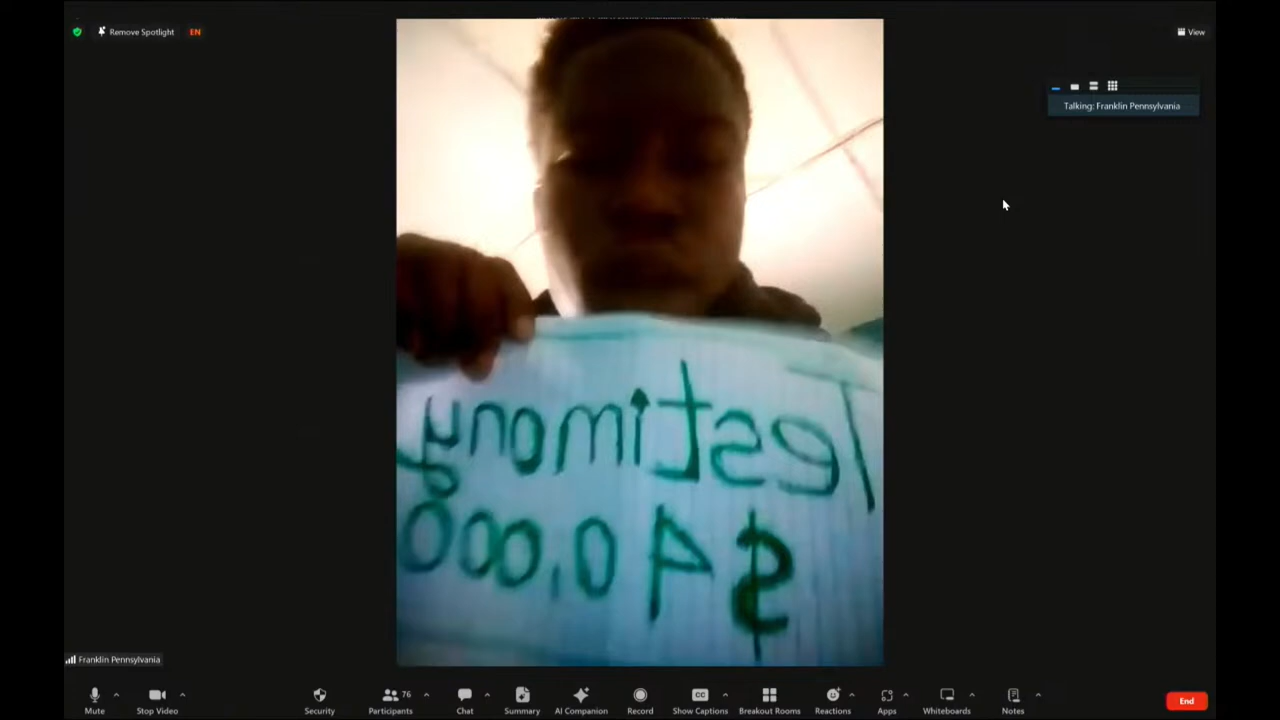 Remove Spotlight
EN
View
Talking: Franklin Pennsylvania
Testimony
$40,000
Franklin Pennsylvania
Mute
Stop Video
Security
Participants
76
Chat
Summary
AI Companion
Record
Show Captions
Breakout Rooms
Reactions
Apps
Whiteboards
Notes
End